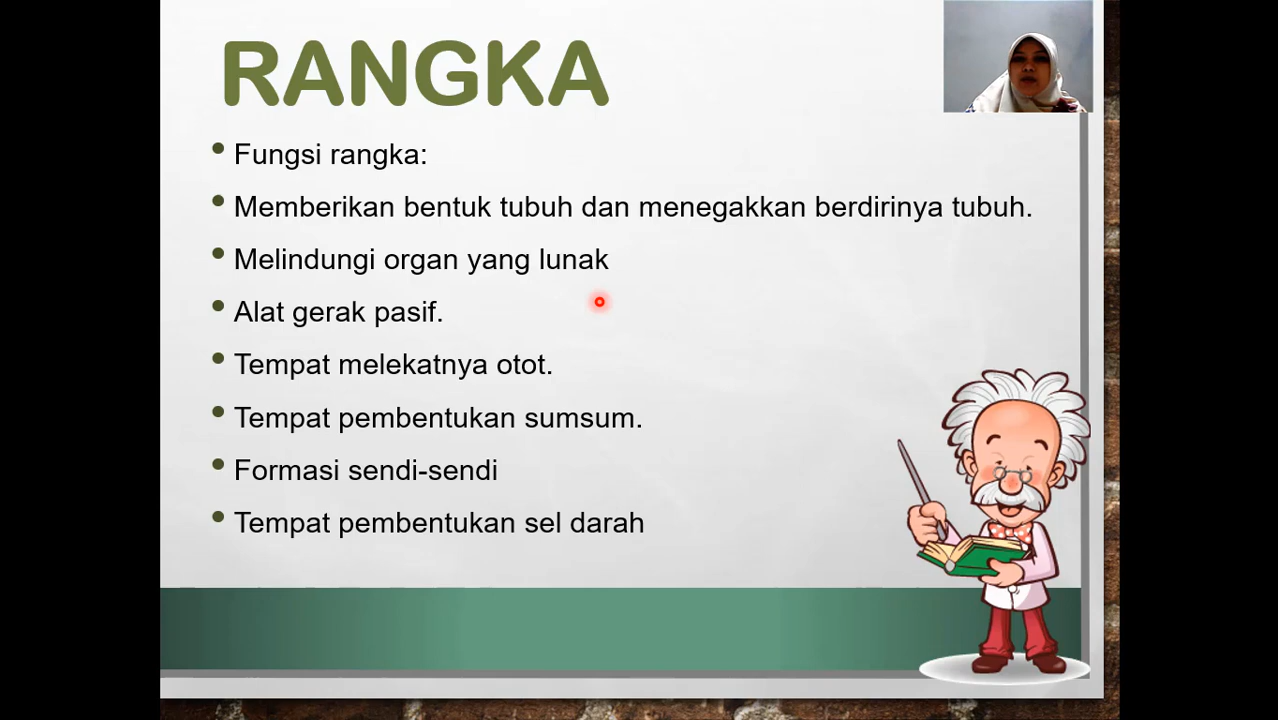 RANGKA
• Fungsi rangka:
• Memberikan bentuk tubuh dan menegakkan berdirinya tubuh.
• Melindungi organ yang lunak
• Alat gerak pasif.
• Tempat melekatnya otot.
• Tempat pembentukan sumsum.
• Formasi sendi-sendi
• Tempat pembentukan sel darah